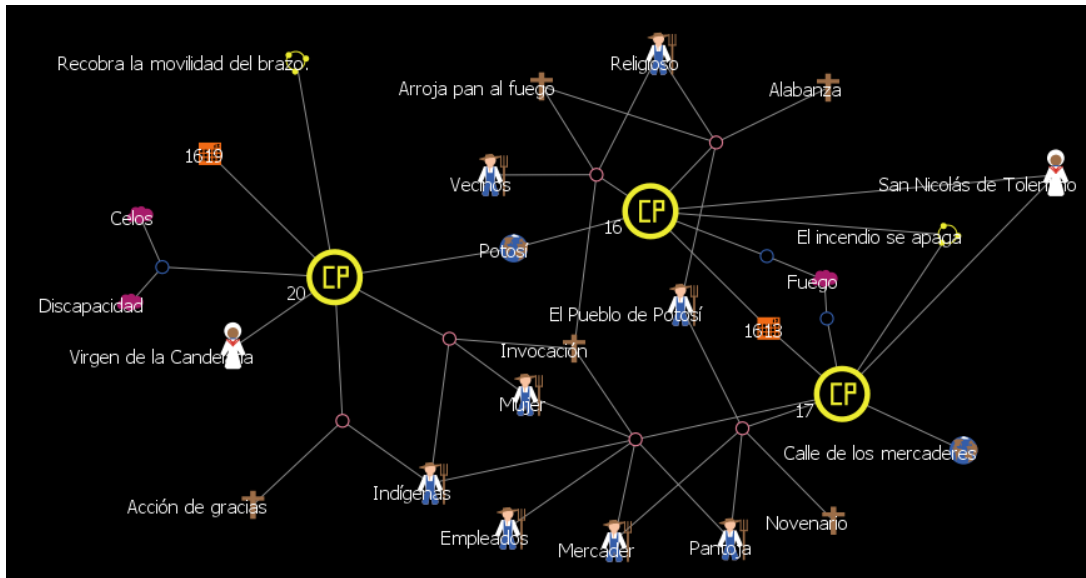 Recobra la movilidad del brazo.
Religioso
Arroja pan al fuego
Alabanza
1619
Vecinos
San Nicolás de Tolentino
Celos
CP
16
El incendio se apaga
Potosí
CP
20
Fuego
Discapacidad
El Pueblo de Potosí
1613
Virgen de la Candelaria
Invocación
Mujer
CP
17
Calle de los mercaderes
Indígenas
Acción de gracias
Empleados
Mercader
Pantoja
Novenario